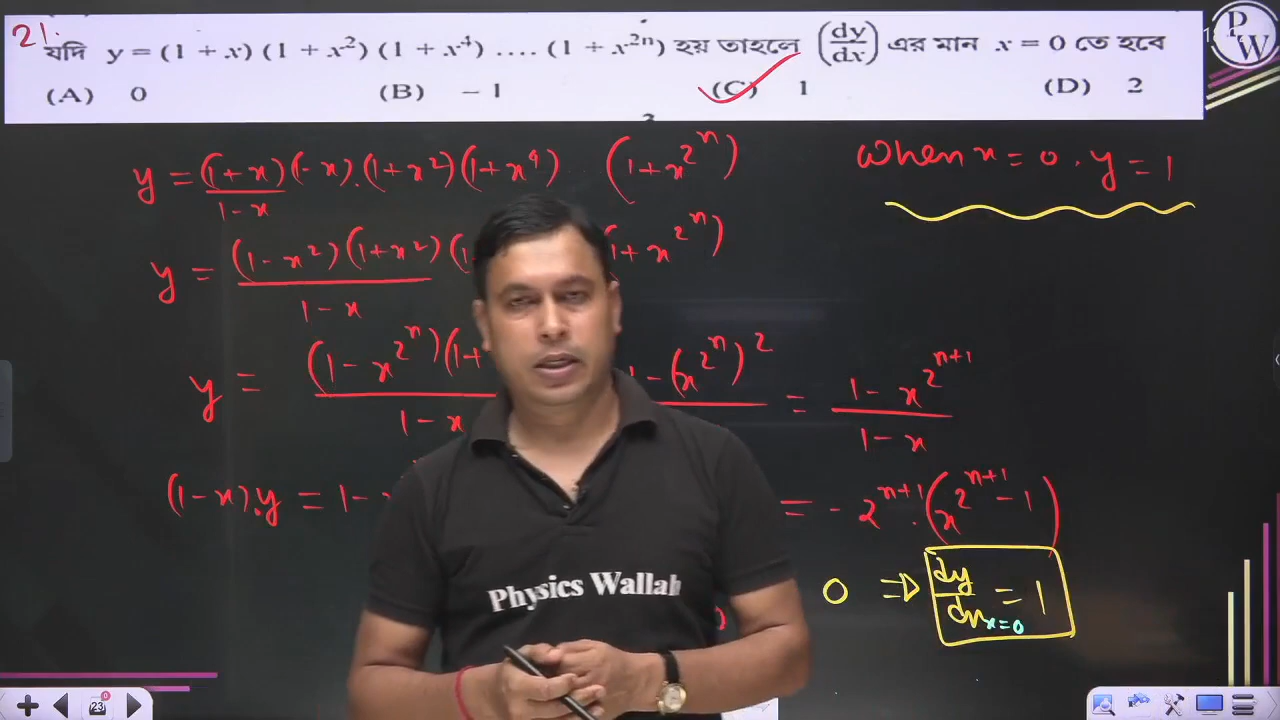 21.
যদি y = (1 + x) (1 + x²) (1 + x⁴) .... (1 + x²ⁿ) হয় তাহলে (dy/dx) এর মান x = 0 তে হবে
(A) 0 (B) – 1 (C) 1 (D) 2
PW
y = (1+x)(1-x).(1+x²)(1+x⁴) (1+x^2^n) / 1-x
when x = 0, y = 1
y = (1-x²)(1+x²)(1 +x^2^n) / 1-x
y = (1-x^2^n)(1+ / 1-x 1-(x^2^n)² = 1-x^2^(n+1) / 1-x
(1-x).y = 1- = -2^(n+1).(x^2^(n+1)-1)
0 ⇒ dy/dx x=0 = 1
Physics Wallah
23